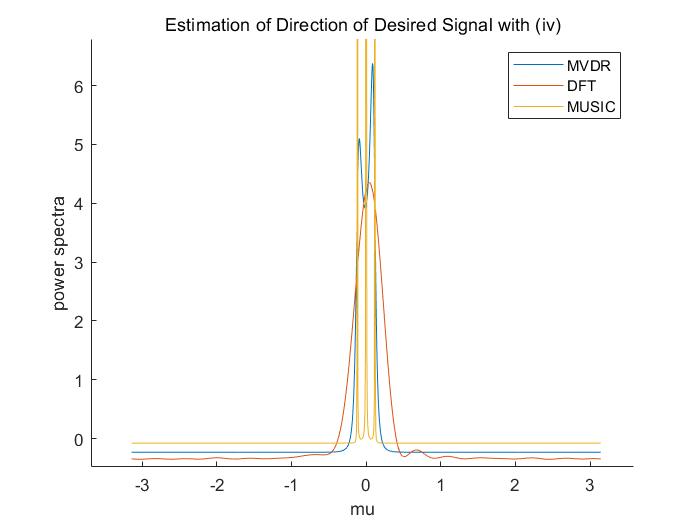 Estimation of Direction of Desired Signal with (iv)
MVDR
DFT
MUSIC
power spectra
6
5
4
3
2
1
0
-3 -2 -1 0 1 2 3
mu